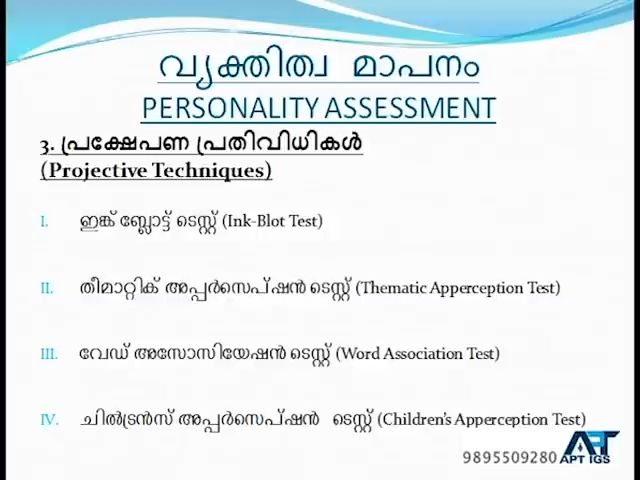 വ്യക്തിത്വ മാപനം
PERSONALITY ASSESSMENT
3. പ്രക്ഷേപണ പ്രതിവിധികൾ
(Projective Techniques)
I. ഇങ്ക് ബ്ലോട്ട് ടെസ്റ്റ് (Ink-Blot Test)
II. തീമാറ്റിക് അപ്പർസെപ്ഷൻ ടെസ്റ്റ് (Thematic Apperception Test)
III. വേഡ് അസോസിയേഷൻ ടെസ്റ്റ് (Word Association Test)
IV. ചിൽട്രൻസ് അപ്പർസെപ്ഷൻ ടെസ്റ്റ് (Children's Apperception Test)
9895509280 APT IGS